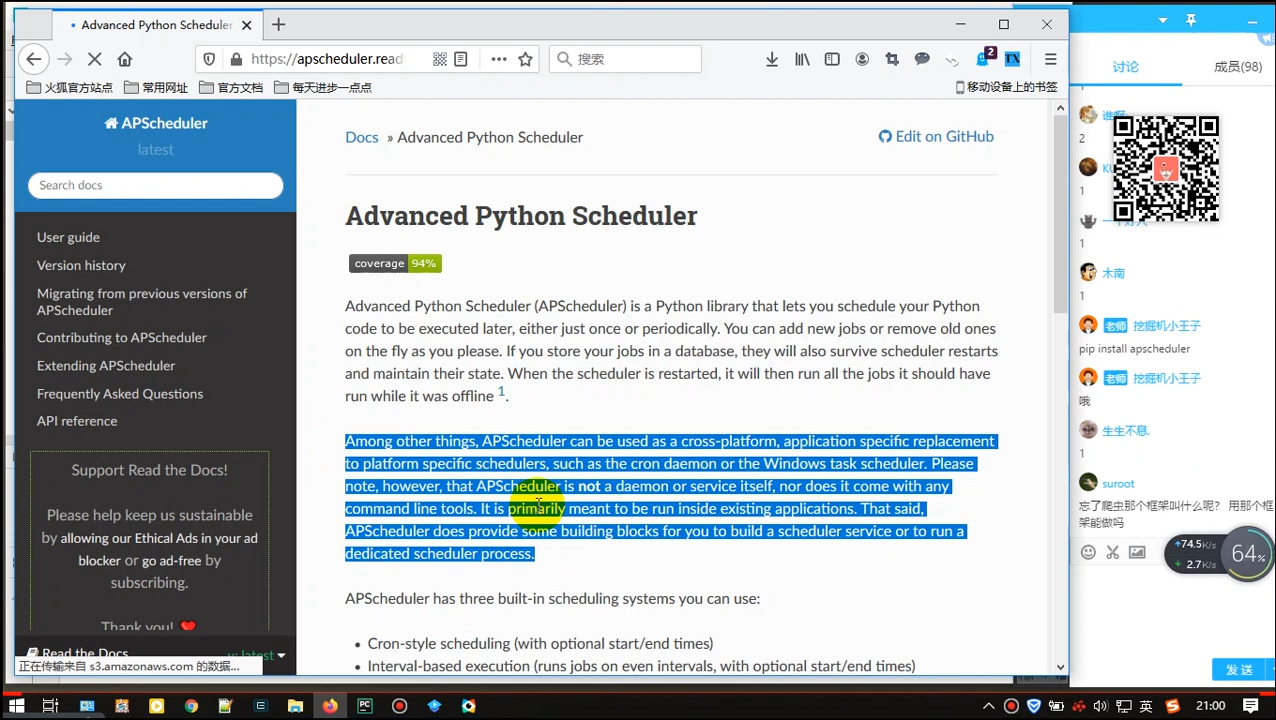 Advanced Python Scheduler
https://apscheduler.read
搜索
2
TX
火狐官方站点
常用网址
官方文档
每天进步一点点
移动设备上的书签
APScheduler
latest
Search docs
User guide
Version history
Migrating from previous versions of
APScheduler
Contributing to APScheduler
Extending APScheduler
Frequently Asked Questions
API reference
Support Read the Docs!
Please help keep us sustainable
by allowing our Ethical Ads in your ad
blocker or go ad-free by
subscribing.
Thank you!
Read the Docs
v: latest
正在传输来自 s3.amazonaws.com 的数据...
Docs » Advanced Python Scheduler
Edit on GitHub
Advanced Python Scheduler
coverage 94%
Advanced Python Scheduler (APScheduler) is a Python library that lets you schedule your Python
code to be executed later, either just once or periodically. You can add new jobs or remove old ones
on the fly as you please. If you store your jobs in a database, they will also survive scheduler restarts
and maintain their state. When the scheduler is restarted, it will then run all the jobs it should have
run while it was offline 1.
Among other things, APScheduler can be used as a cross-platform, application specific replacement
to platform specific schedulers, such as the cron daemon or the Windows task scheduler. Please
note, however, that APScheduler is not a daemon or service itself, nor does it come with any
command line tools. It is primarily meant to be run inside existing applications. That said,
APScheduler does provide some building blocks for you to build a scheduler service or to run a
dedicated scheduler process.
APScheduler has three built-in scheduling systems you can use:
• Cron-style scheduling (with optional start/end times)
• Interval-based execution (runs jobs on even intervals, with optional start/end times)
讨论
成员(98)
1
2
1
1
木南
1
老师 挖掘机小王子
pip install apscheduler
老师 挖掘机小王子
哦
生生不息.
1
suroot
忘了爬虫那个框架叫什么呢？ 用那个框
架能做吗
74.5K/s
2.7K/s
64%
发 送
PC
英
21:00